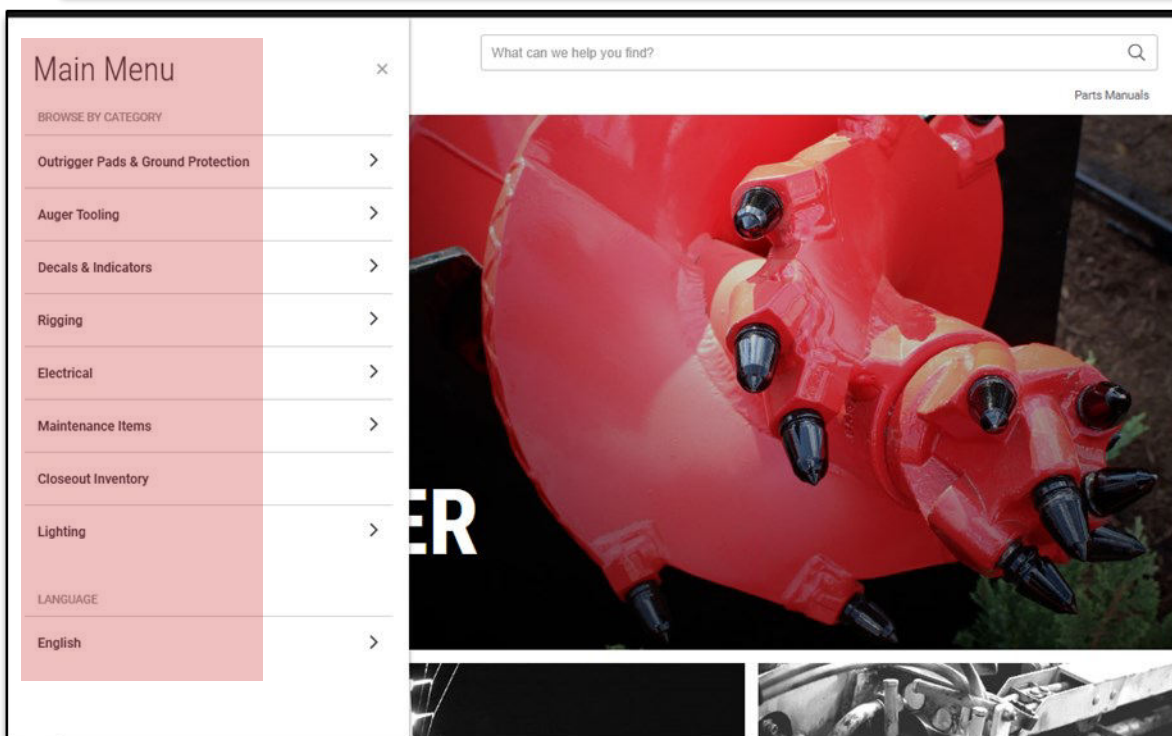 Main Menu
×
BROWSE BY CATEGORY
Outrigger Pads & Ground Protection
Auger Tooling
Decals & Indicators
Rigging
Electrical
Maintenance Items
Closeout Inventory
Lighting
LANGUAGE
English
What can we help you find?
Parts Manuals
ER